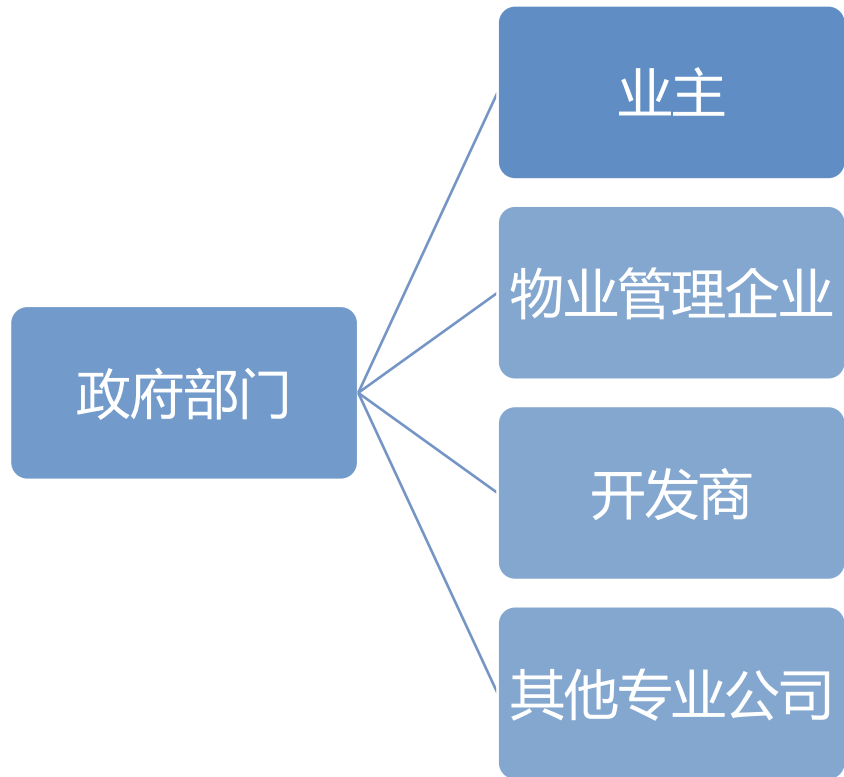 业主
物业管理企业
政府部门
开发商
其他专业公司